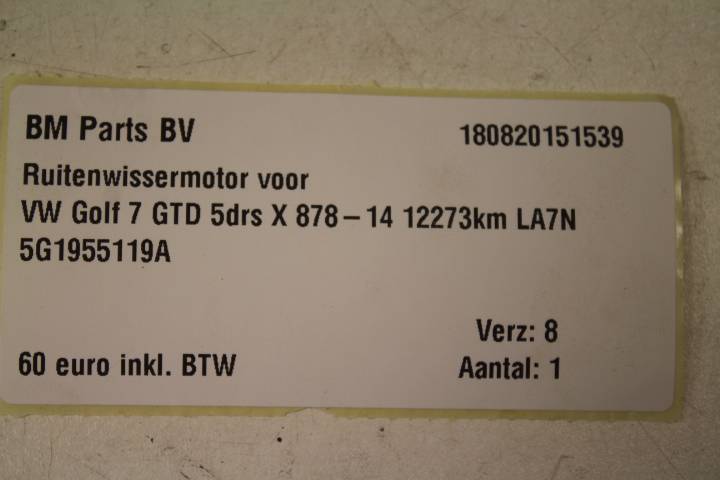 BM Parts BV 180820151539
Ruitenwissermotor voor
VW Golf 7 GTD 5drs X 878-14 12273km LA7N
5G1955119A
Verz: 8
60 euro inkl. BTW Aantal: 1